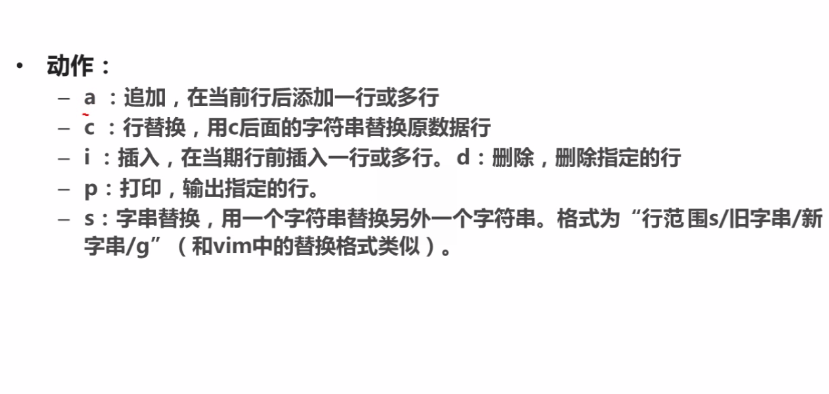 • 动作：
– a ：追加，在当前行后添加一行或多行
– c ：行替换，用c后面的字符串替换原数据行
– i ：插入，在当期行前插入一行或多行。d：删除，删除指定的行
– p：打印，输出指定的行。
– s：字串替换，用一个字符串替换另外一个字符串。格式为“行范围s/旧字串/新
字串/g”（和vim中的替换格式类似）。